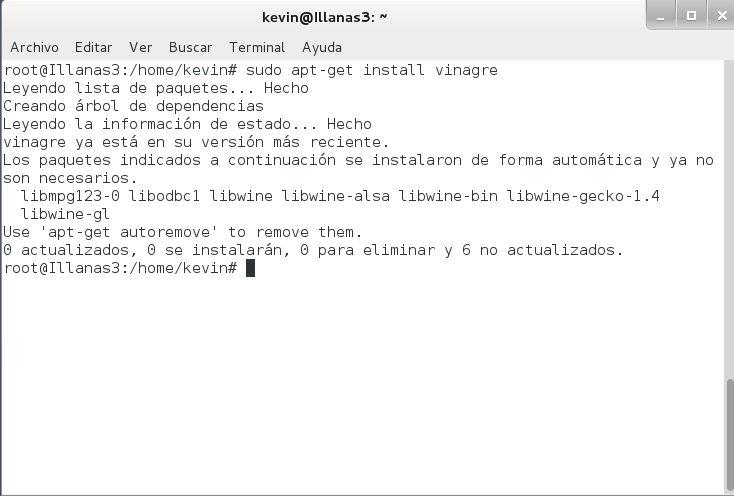 kevin@Illanas3: ~
Archivo Editar Ver Buscar Terminal Ayuda
root@Illanas3:/home/kevin# sudo apt-get install vinagre
Leyendo lista de paquetes... Hecho
Creando árbol de dependencias
Leyendo la información de estado... Hecho
vinagre ya está en su versión más reciente.
Los paquetes indicados a continuación se instalaron de forma automática y ya no
son necesarios.
  libmpg123-0 libodbc1 libwine libwine-alsa libwine-bin libwine-gecko-1.4
  libwine-gl
Use 'apt-get autoremove' to remove them.
0 actualizados, 0 se instalarán, 0 para eliminar y 6 no actualizados.
root@Illanas3:/home/kevin#